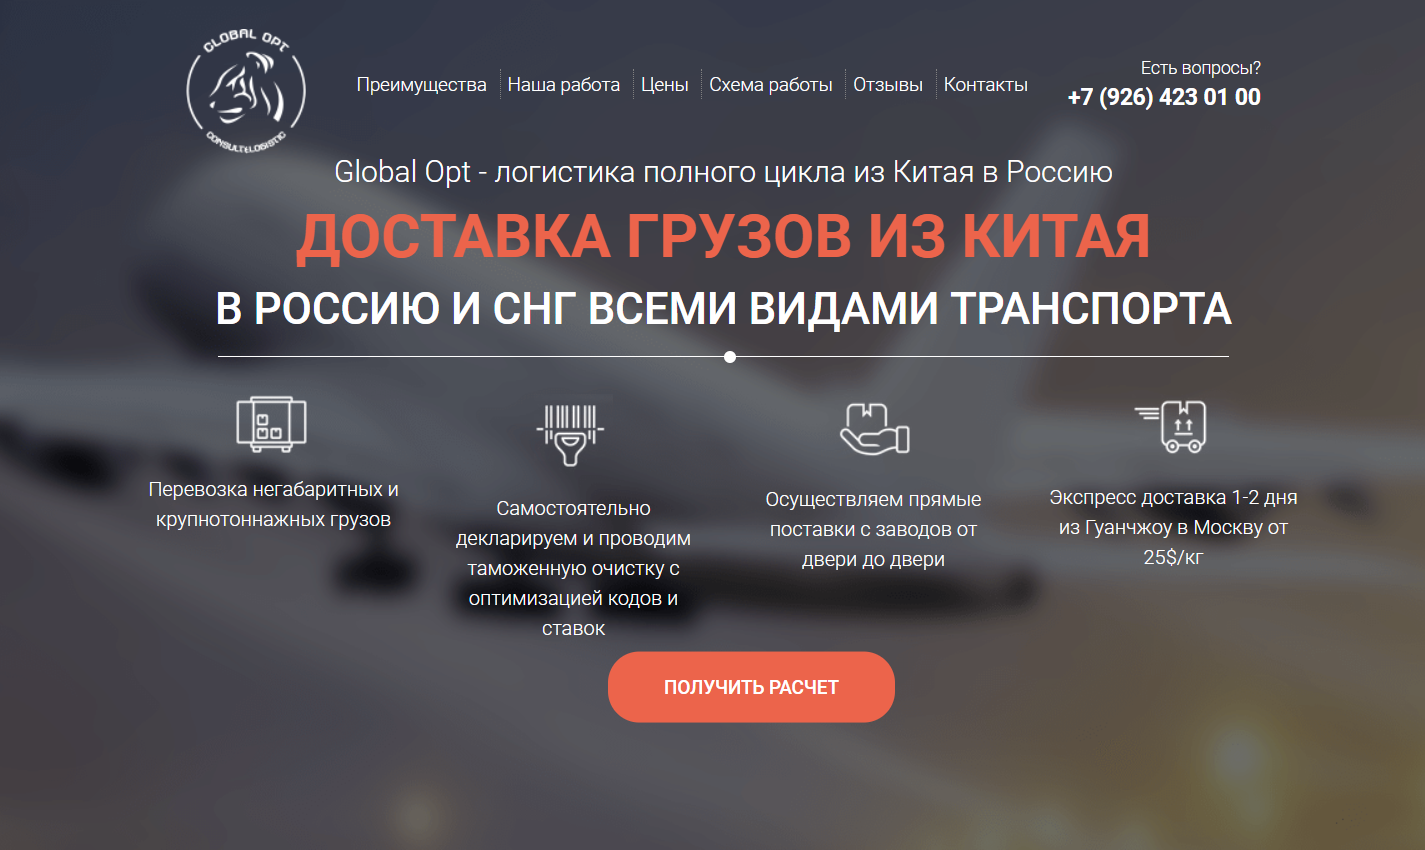 GLOBAL OPT
CONSULT&LOGISTIC
Преимущества
Наша работа
Цены
Схема работы
Отзывы
Контакты
Есть вопросы?
+7 (926) 423 01 00
Global Opt - логистика полного цикла из Китая в Россию
ДОСТАВКА ГРУЗОВ ИЗ КИТАЯ
В РОССИЮ И СНГ ВСЕМИ ВИДАМИ ТРАНСПОРТА
Перевозка негабаритных и
крупнотоннажных грузов
Самостоятельно
декларируем и проводим
таможенную очистку с
оптимизацией кодов и
ставок
Осуществляем прямые
поставки с заводов от
двери до двери
Экспресс доставка 1-2 дня
из Гуанчжоу в Москву от
25$/кг
ПОЛУЧИТЬ РАСЧЕТ